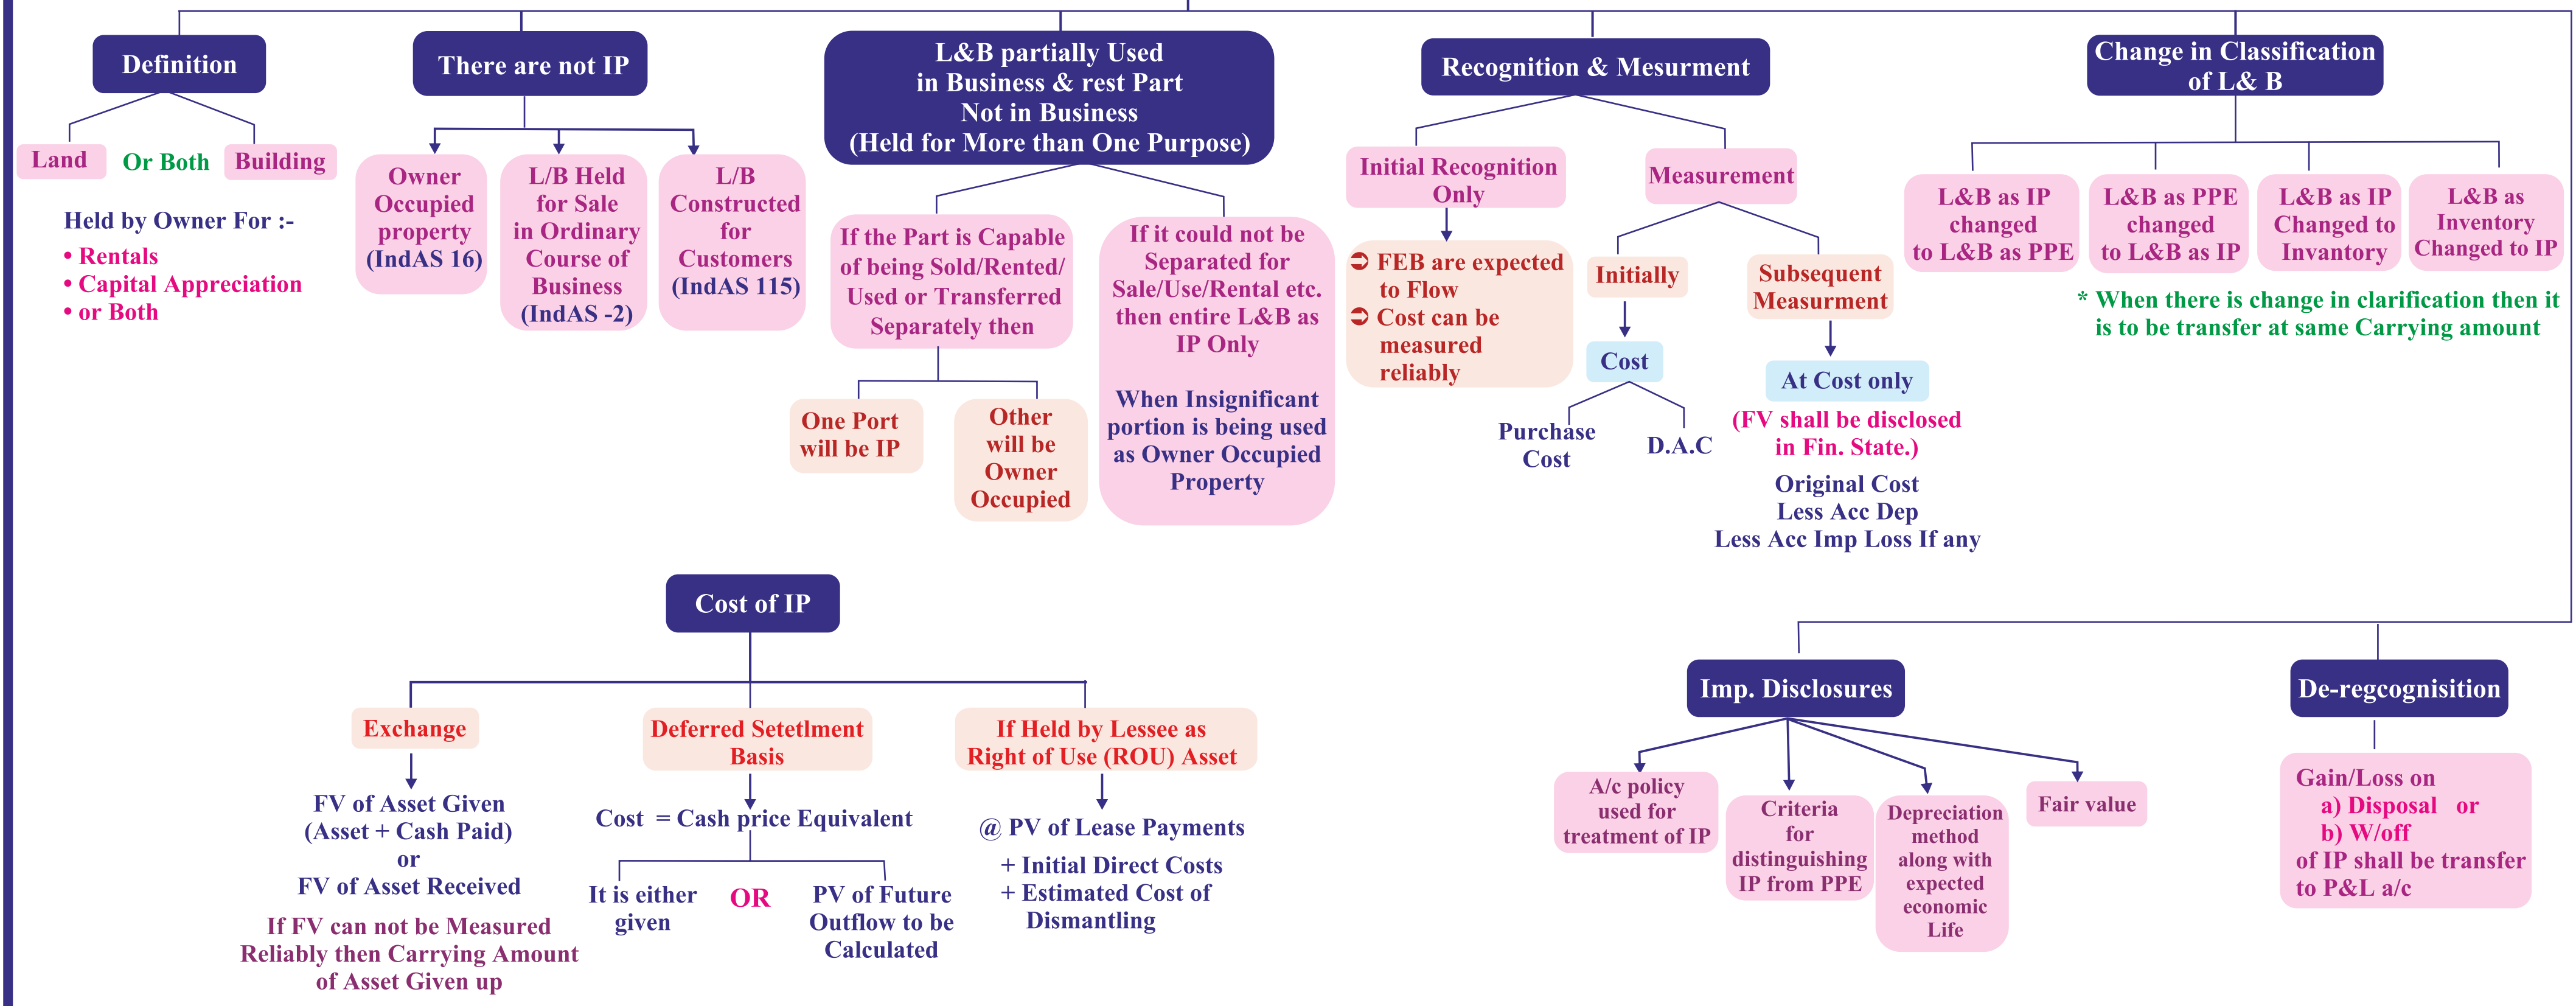 Definition
Land
Or Both
Building
Held by Owner For :-
• Rentals
• Capital Appreciation
• or Both
There are not IP
Owner
Occupied
property
(IndAS 16)
L/B Held
for Sale
in Ordinary
Course of
Business
(IndAS -2)
L/B
Constructed
for
Customers
(IndAS 115)
L&B partially Used
in Business & rest Part
Not in Business
(Held for More than One Purpose)
If the Part is Capable
of being Sold/Rented/
Used or Transferred
Separately then
One Port
will be IP
Other
will be
Owner
Occupied
If it could not be
Separated for
Sale/Use/Rental etc.
then entire L&B as
IP Only
When Insignificant
portion is being used
as Owner Occupied
Property
Recognition & Mesurment
Initial Recognition
Only
➲ FEB are expected
to Flow
➲ Cost can be
measured
reliably
Measurement
Initially
Cost
Purchase
Cost
D.A.C
Subsequent
Measurment
At Cost only
(FV shall be disclosed
in Fin. State.)
Original Cost
Less Acc Dep
Less Acc Imp Loss If any
Change in Classification
of L& B
L&B as IP
changed
to L&B as PPE
L&B as PPE
changed
to L&B as IP
L&B as IP
Changed to
Invantory
L&B as
Inventory
Changed to IP
* When there is change in clarification then it
is to be transfer at same Carrying amount
Cost of IP
Exchange
FV of Asset Given
(Asset + Cash Paid)
or
FV of Asset Received
If FV can not be Measured
Reliably then Carrying Amount
of Asset Given up
Deferred Setetlment
Basis
Cost = Cash price Equivalent
It is either
given
OR
PV of Future
Outflow to be
Calculated
If Held by Lessee as
Right of Use (ROU) Asset
@ PV of Lease Payments
+ Initial Direct Costs
+ Estimated Cost of
Dismantling
Imp. Disclosures
A/c policy
used for
treatment of IP
Criteria
for
distinguishing
IP from PPE
Depreciation
method
along with
expected
economic
Life
Fair value
De-regcognisition
Gain/Loss on
a) Disposal or
b) W/off
of IP shall be transfer
to P&L a/c